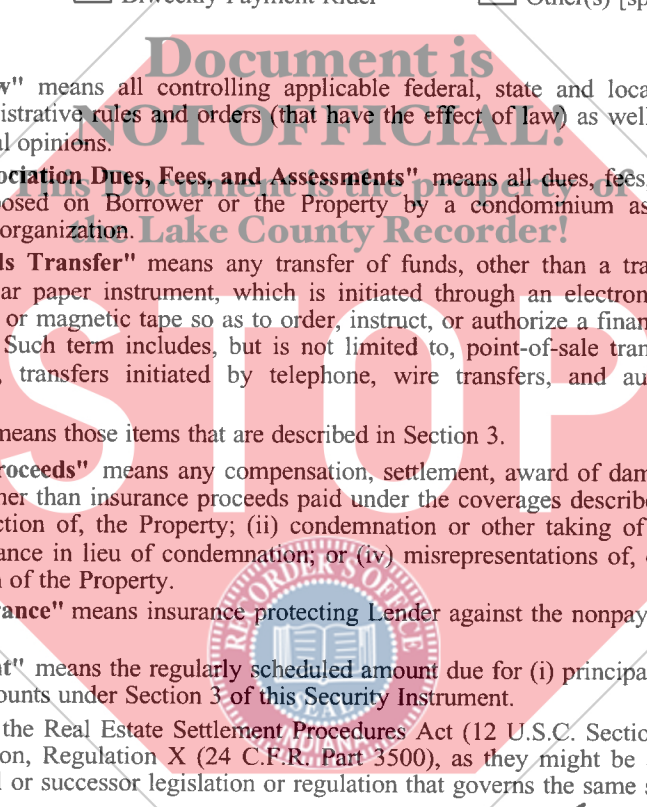 Biweekly Payment Rider Other(s) [sp
Document is
w" means all controlling applicable federal, state and loca
istrative rules and orders (that have the effect of law) as well
NOT OFFICIAL!
al opinions.
ociation Dues, Fees, and Assessments" means all dues, fees,
This Document is the property of
osed on Borrower or the Property by a condominium as
organization.
the Lake County Recorder!
ds Transfer" means any transfer of funds, other than a tra
ar paper instrument, which is initiated through an electron
or magnetic tape so as to order, instruct, or authorize a finan
Such term includes, but is not limited to, point-of-sale tran
, transfers initiated by telephone, wire transfers, and au
STOP
means those items that are described in Section 3.
roceeds" means any compensation, settlement, award of dam
her than insurance proceeds paid under the coverages describe
ction of, the Property; (ii) condemnation or other taking of
ance in lieu of condemnation; or (iv) misrepresentations of,
n of the Property.
RECORDER'S OFFICE
rance" means insurance protecting Lender against the nonpay
nt" means the regularly scheduled amount due for (i) principa
ounts under Section 3 of this Security Instrument.
SEAL
the Real Estate Settlement Procedures Act (12 U.S.C. Sectio
INDIANA
on, Regulation X (24 C.F.R. Part 3500), as they might be
l or successor legislation or regulation that governs the same s